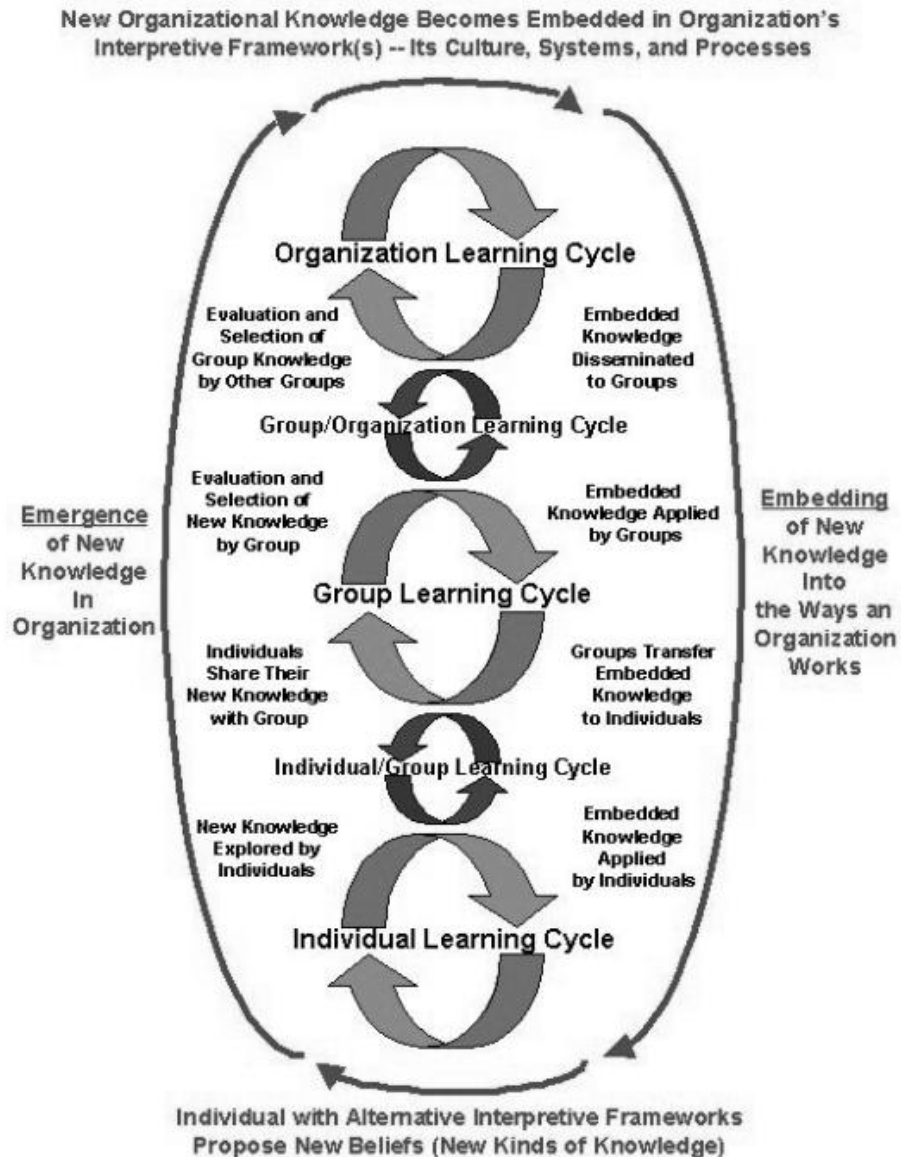 New Organizational Knowledge Becomes Embedded in Organization's
Interpretive Framework(s) -- Its Culture, Systems, and Processes
Organization Learning Cycle
Evaluation and
Selection of
Group Knowledge
by Other Groups
Embedded
Knowledge
Disseminated
to Groups
Group/Organization Learning Cycle
Evaluation and
Selection of
New Knowledge
by Group
Embedded
Knowledge Applied
by Groups
Emergence
of New
Knowledge
In
Organization
Embedding
of New
Knowledge
Into
the Ways an
Organization
Works
Group Learning Cycle
Individuals
Share Their
New Knowledge
with Group
Groups Transfer
Embedded
Knowledge
to Individuals
Individual/Group Learning Cycle
New Knowledge
Explored by
Individuals
Embedded
Knowledge
Applied
by Individuals
Individual Learning Cycle
Individual with Alternative Interpretive Frameworks
Propose New Beliefs (New Kinds of Knowledge)